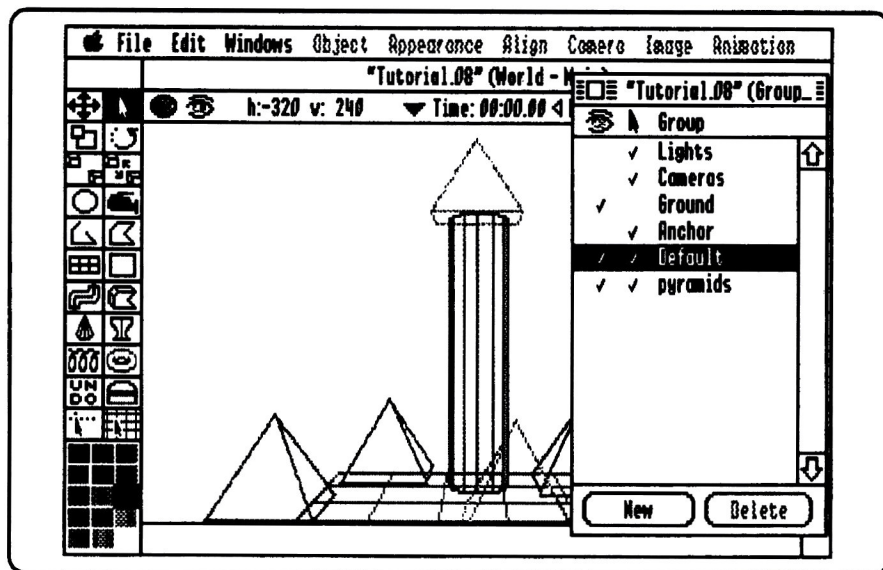 File Edit Windows Object Appearance Align Camera Image Animation
"Tutorial.08" (World - 
h:-320 v: 240 Time: 00:00.00
"Tutorial.08" (Group_
Group
Lights
Cameras
Ground
Anchor
Default
pyramids
UN
DO
New Delete